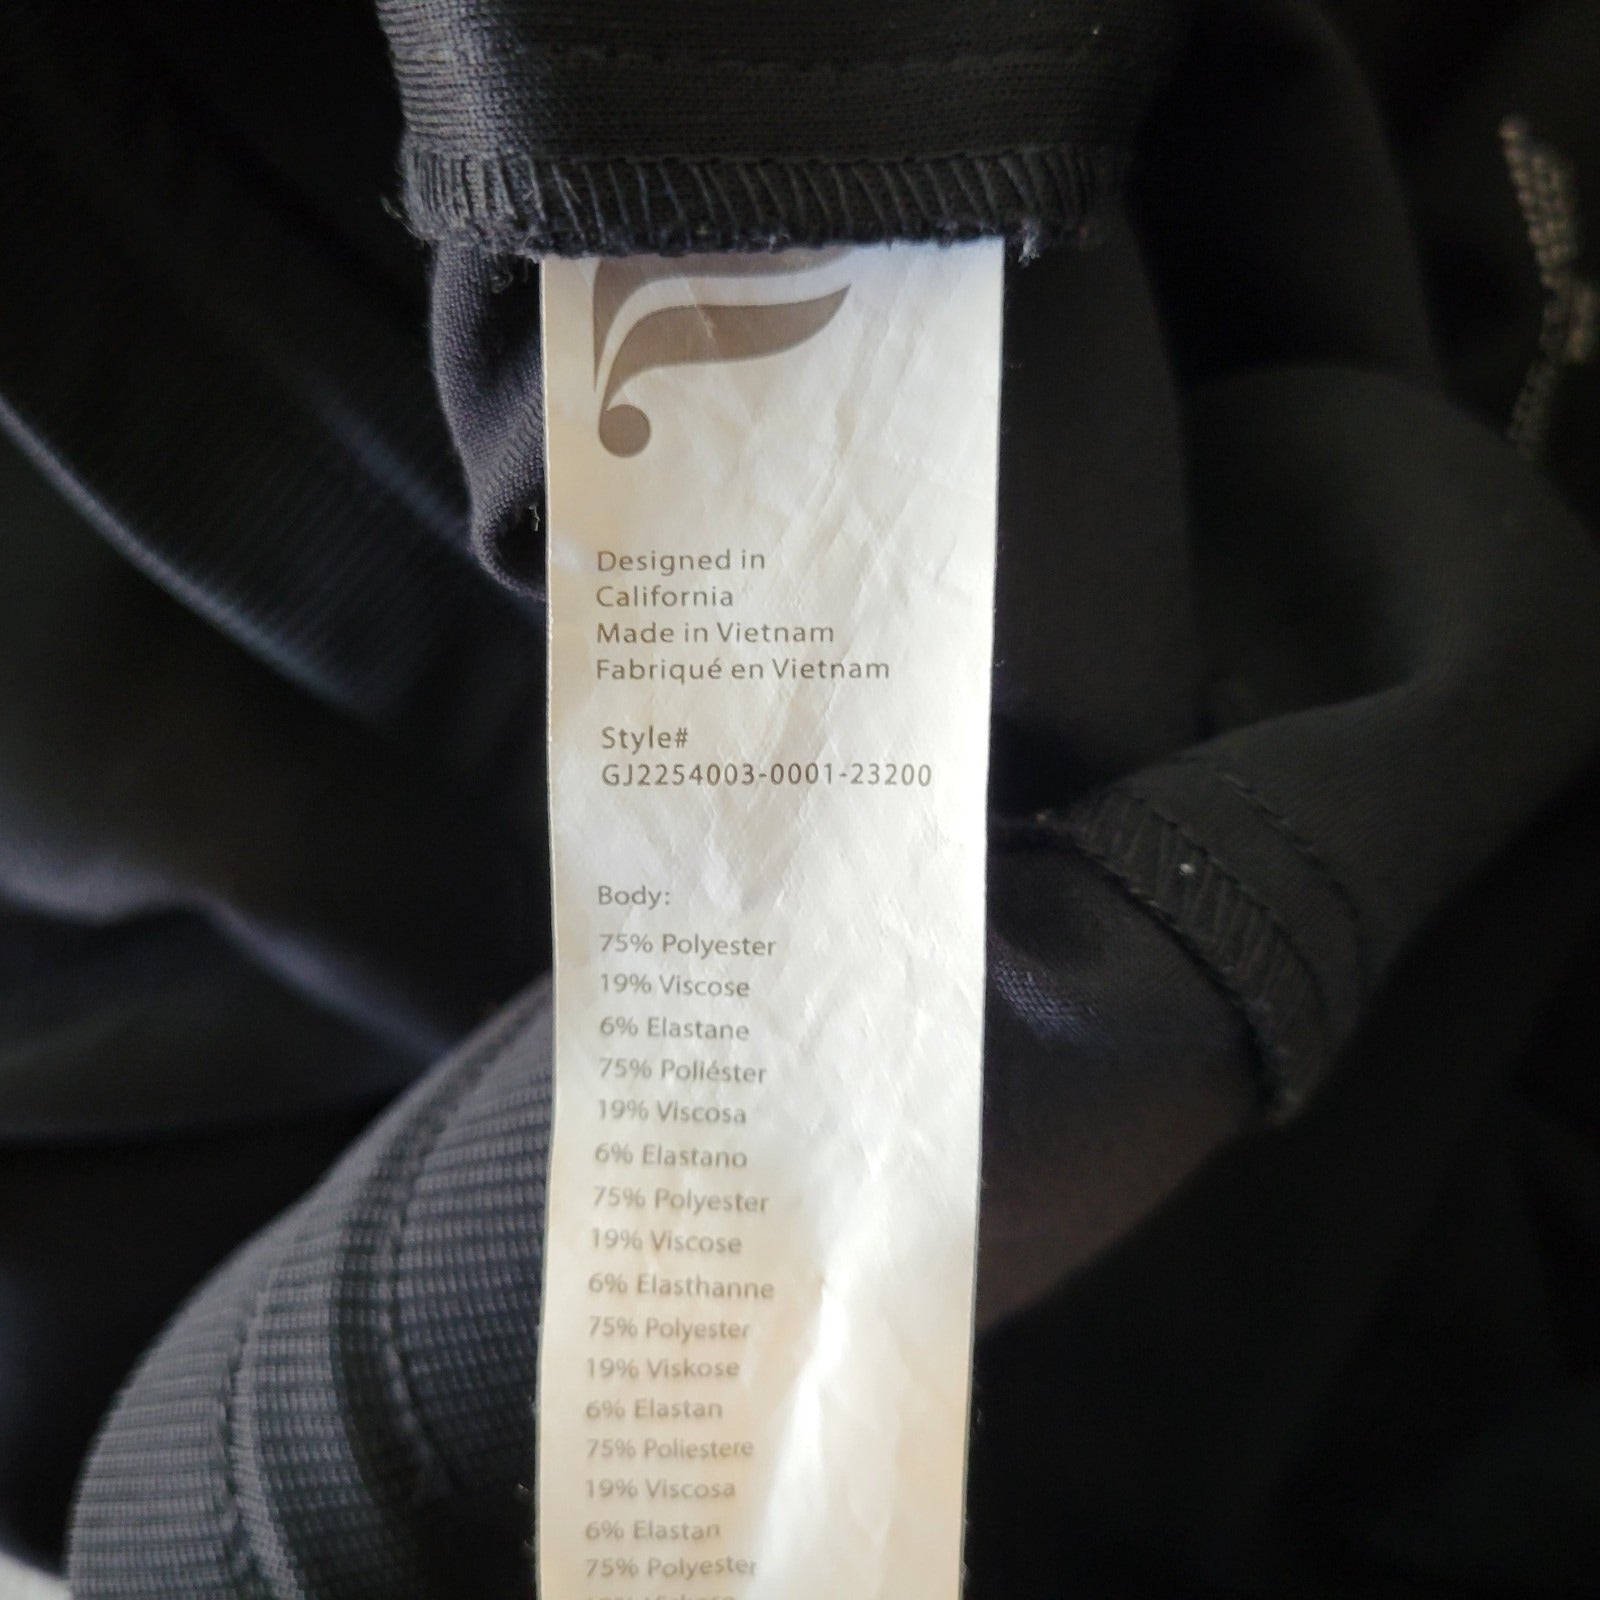 Designed in
California
Made in Vietnam
Fabriqué en Vietnam
Style#
GJ2254003-0001-23200
Body:
75% Polyester
19% Viscose
6% Elastane
75% Poliéster
19% Viscosa
6% Elastano
75% Polyester
19% Viscose
6% Elasthanne
75% Polyester
19% Viskose
6% Elastan
75% Poliestere
19% Viscosa
6% Elastan
75% Polyester